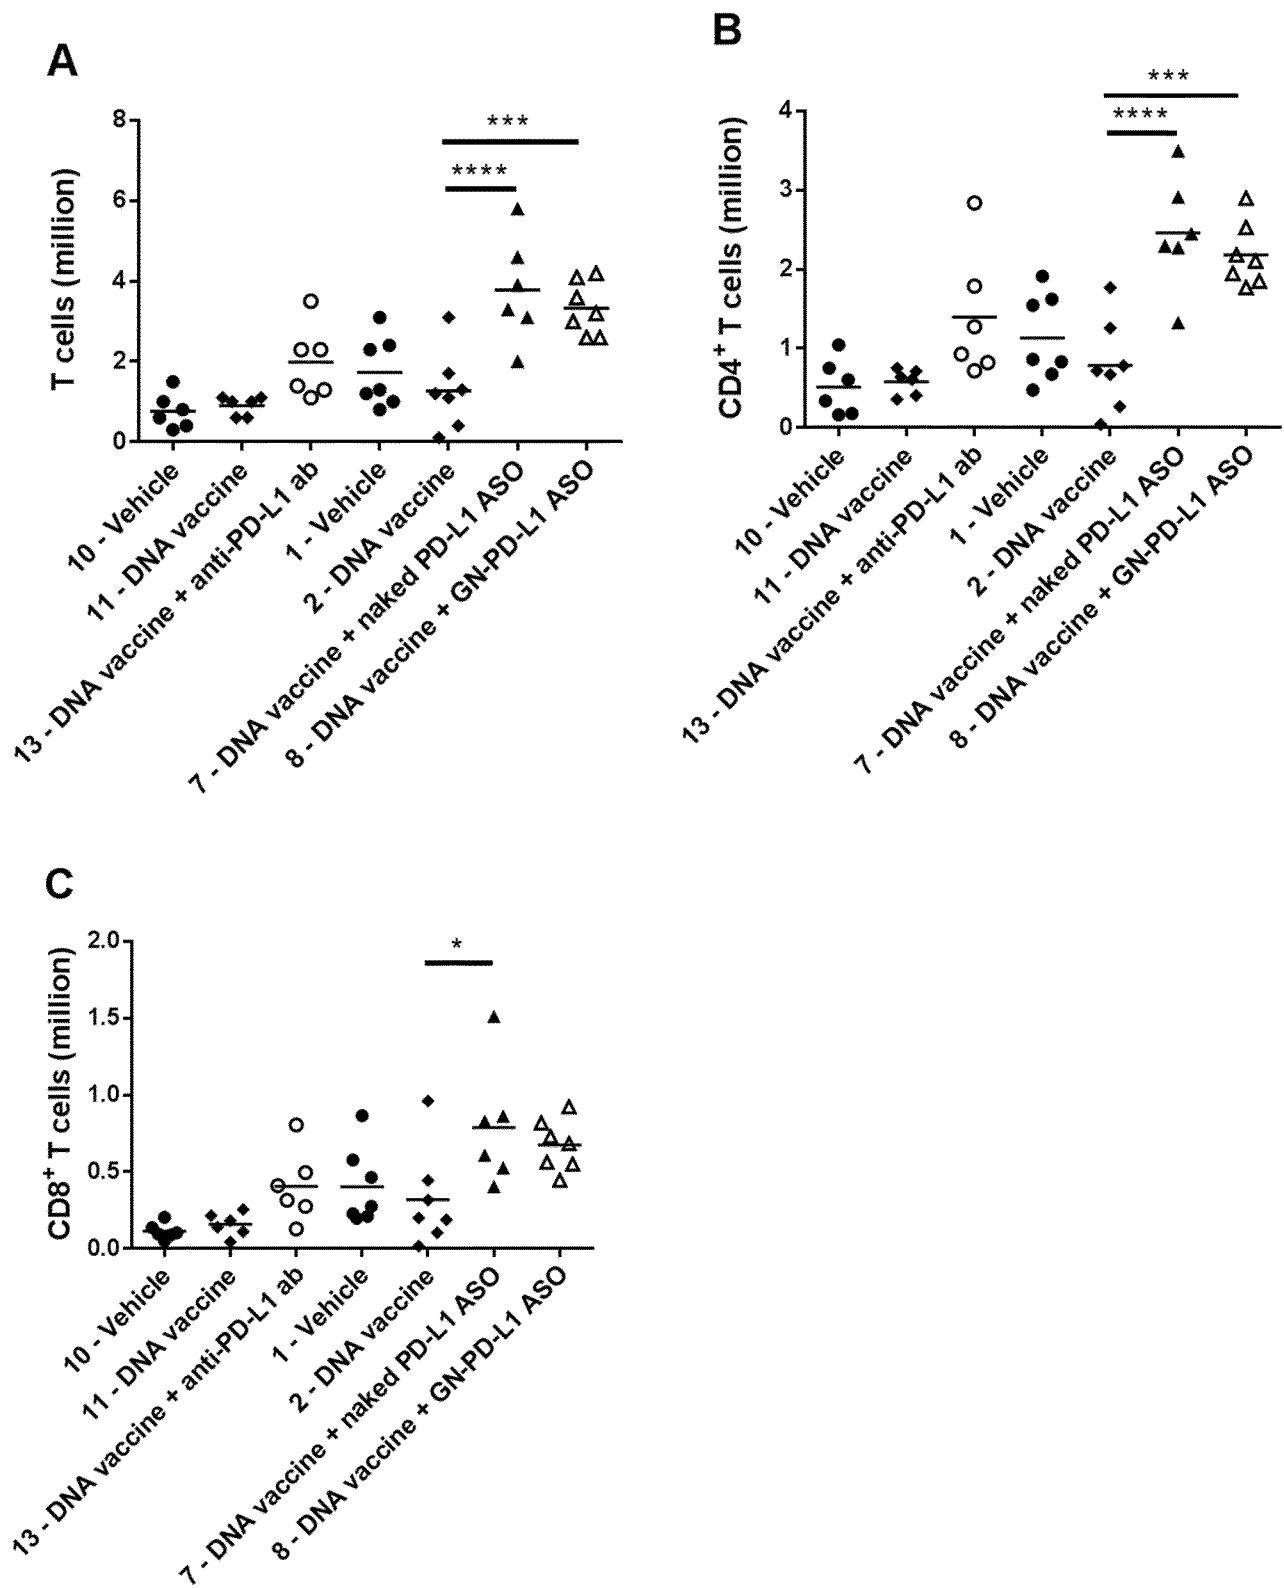 A
T cells (million)
8
6
4
2
0
***
****
10 - Vehicle
11 - DNA vaccine
13 - DNA vaccine + anti-PD-L1 ab
1 - Vehicle
2 - DNA vaccine
7 - DNA vaccine + naked PD-L1 ASO
8 - DNA vaccine + GN-PD-L1 ASO
B
CD4+ T cells (million)
4
3
2
1
0
***
****
10 - Vehicle
11 - DNA vaccine
13 - DNA vaccine + anti-PD-L1 ab
1 - Vehicle
2 - DNA vaccine
7 - DNA vaccine + naked PD-L1 ASO
8 - DNA vaccine + GN-PD-L1 ASO
C
CD8+ T cells (million)
2.0
1.5
1.0
0.5
0.0
*
10 - Vehicle
11 - DNA vaccine
13 - DNA vaccine + anti-PD-L1 ab
1 - Vehicle
2 - DNA vaccine
7 - DNA vaccine + naked PD-L1 ASO
8 - DNA vaccine + GN-PD-L1 ASO